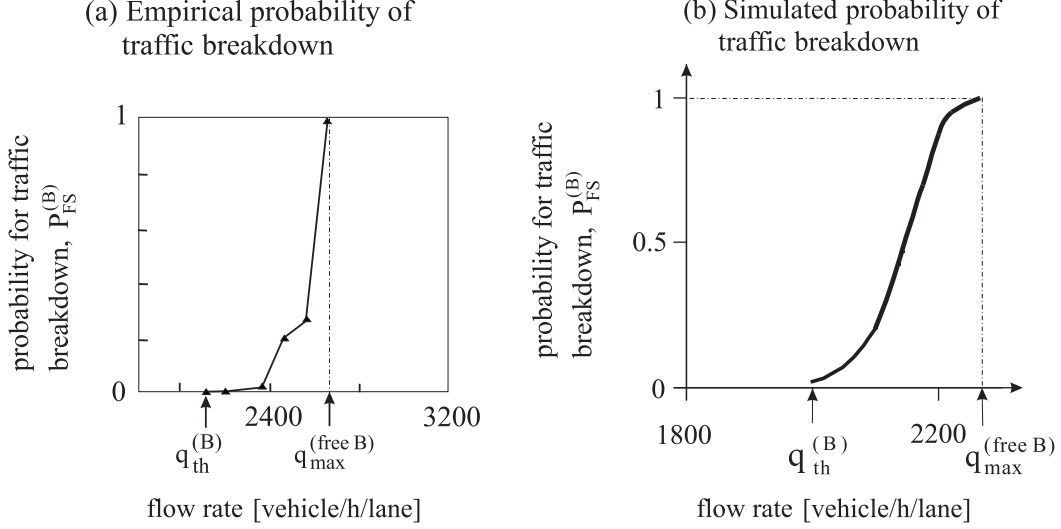 (a) Empirical probability of
traffic breakdown
probability for traffic
breakdown, P_FS^(B)
1
0
2400
3200
q_th^(B)
q_max^(free B)
flow rate [vehicle/h/lane]
(b) Simulated probability of
traffic breakdown
probability for traffic
breakdown, P_FS^(B)
1
0.5
0
1800
2200
q_th^(B)
q_max^(free B)
flow rate [vehicle/h/lane]